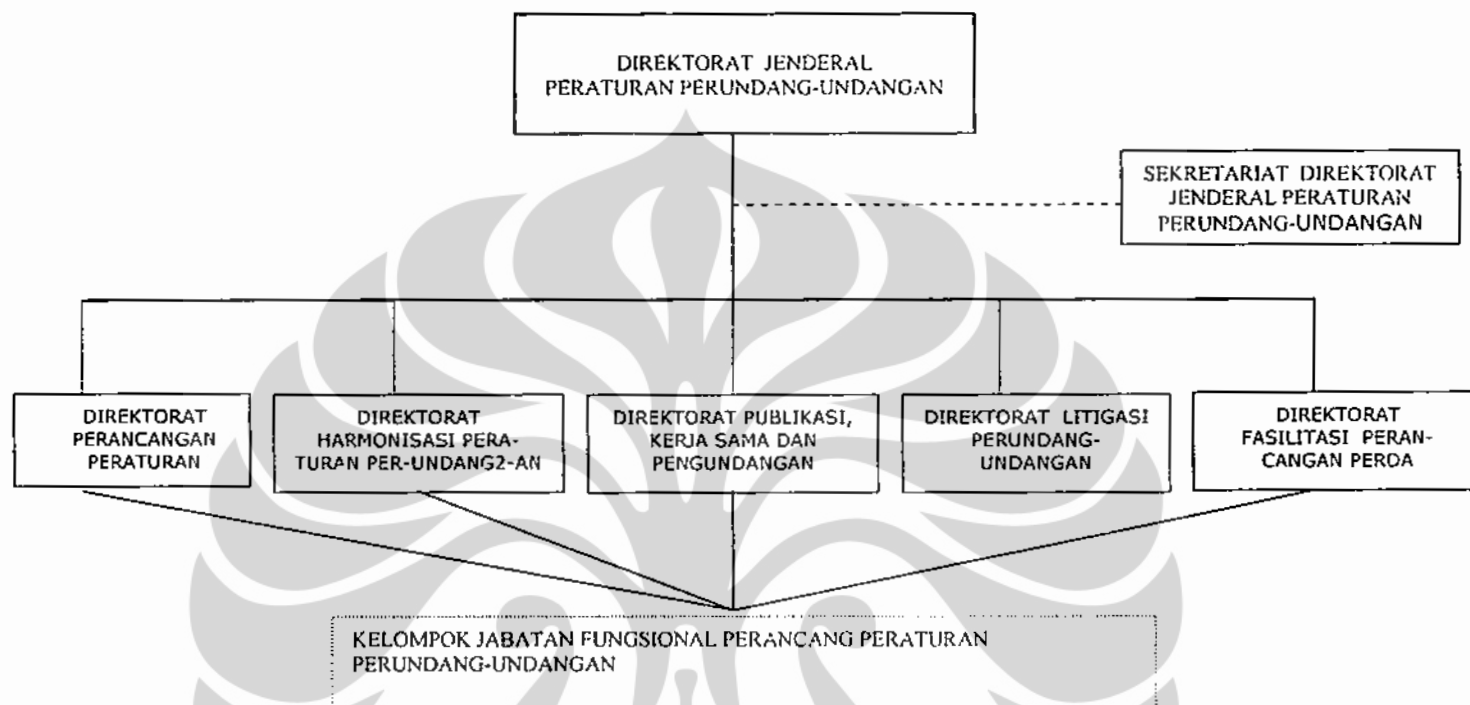 DIREKTORAT JENDERAL
PERATURAN PERUNDANG-UNDANGAN
SEKRETARIAT DIREKTORAT
JENDERAL PERATURAN
PERUNDANG-UNDANGAN
DIREKTORAT
PERANCANGAN
PERATURAN
DIREKTORAT
HARMONISASI PERA-
TURAN PER-UNDANG2-AN
DIREKTORAT PUBLIKASI,
KERJA SAMA DAN
PENGUNDANGAN
DIREKTORAT LITIGASI
PERUNDANG-
UNDANGAN
DIREKTORAT
FASILITASI PERAN-
CANGAN PERDA
KELOMPOK JABATAN FUNGSIONAL PERANCANG PERATURAN
PERUNDANG-UNDANGAN